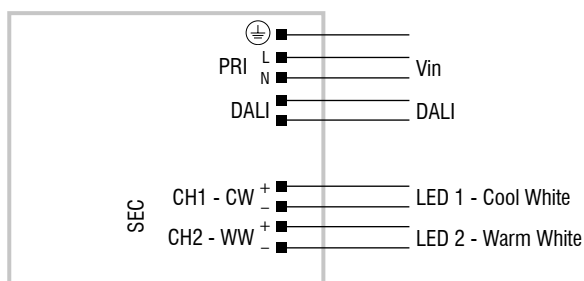 L
PRI
N
Vin
DALI
DALI
SEC
CH1 - CW
+
–
LED 1 - Cool White
CH2 - WW
+
–
LED 2 - Warm White